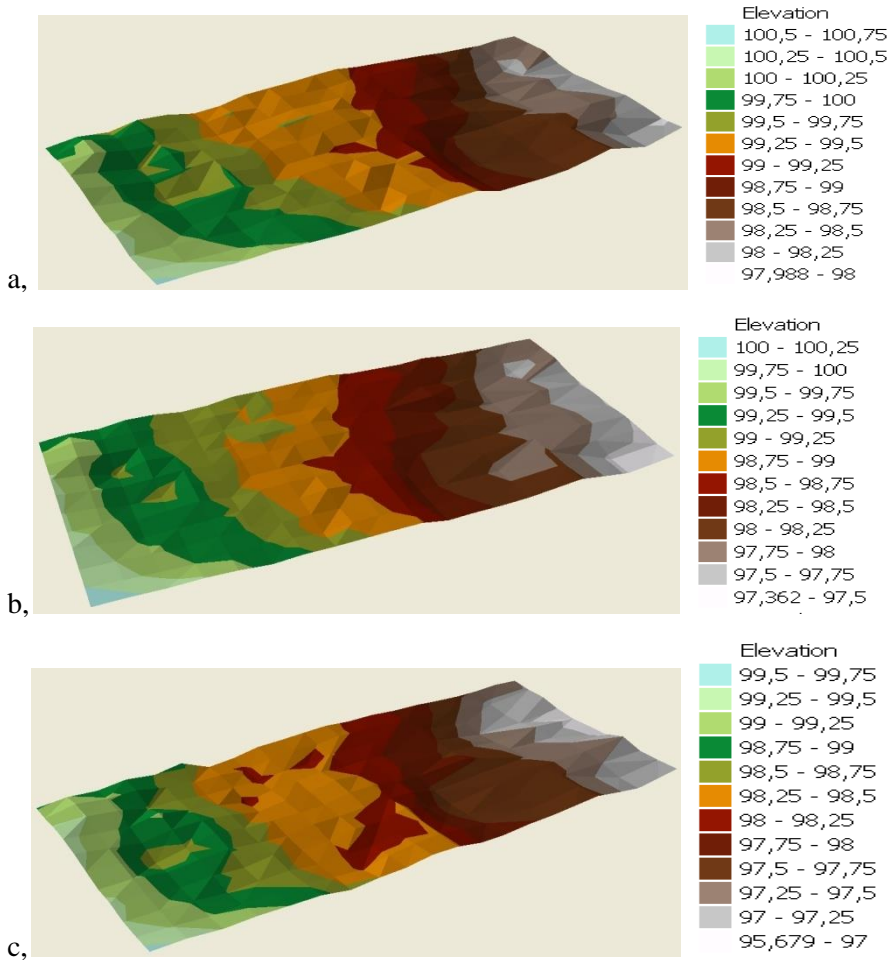 Elevation
100,5 - 100,75
100,25 - 100,5
100 - 100,25
99,75 - 100
99,5 - 99,75
99,25 - 99,5
99 - 99,25
98,75 - 99
98,5 - 98,75
98,25 - 98,5
98 - 98,25
97,988 - 98
a,
Elevation
100 - 100,25
99,75 - 100
99,5 - 99,75
99,25 - 99,5
99 - 99,25
98,75 - 99
98,5 - 98,75
98,25 - 98,5
98 - 98,25
97,75 - 98
97,5 - 97,75
97,362 - 97,5
b,
Elevation
99,5 - 99,75
99,25 - 99,5
99 - 99,25
98,75 - 99
98,5 - 98,75
98,25 - 98,5
98 - 98,25
97,75 - 98
97,5 - 97,75
97,25 - 97,5
97 - 97,25
95,679 - 97
c,